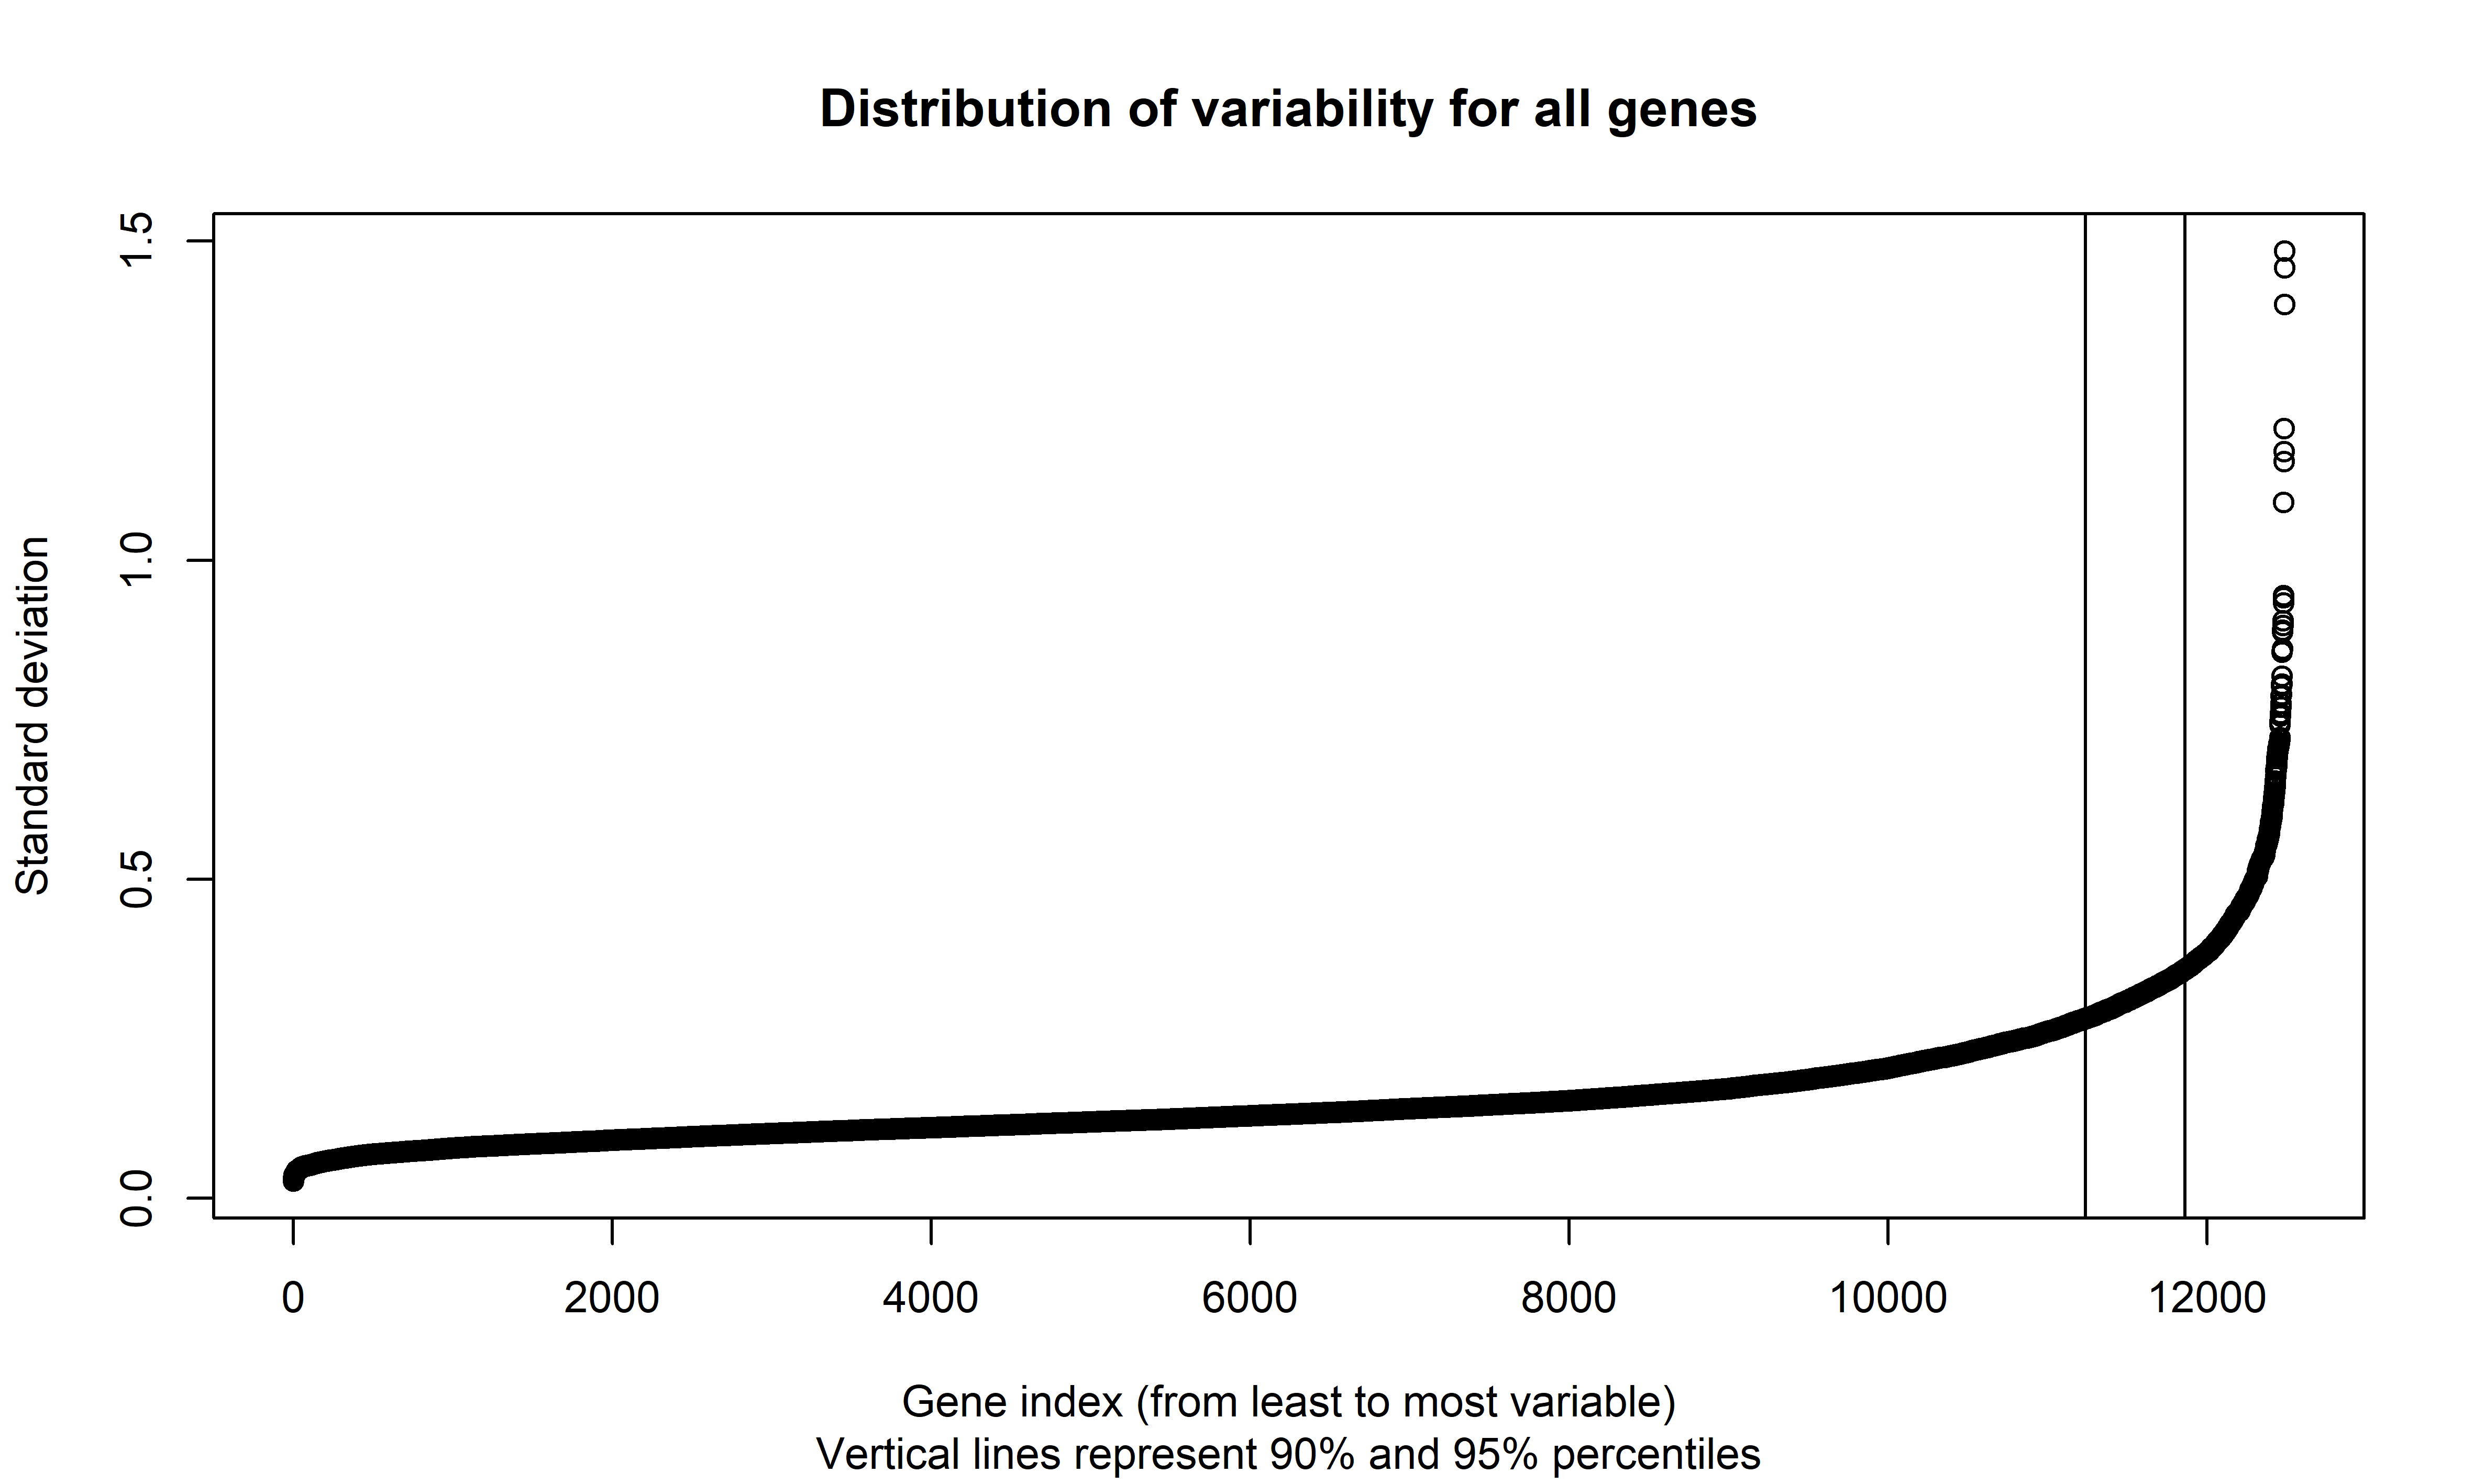 Distribution of variability for all genes
1.5
1.0
0.5
0.0
Standard deviation
0 2000 4000 6000 8000 10000 12000
Gene index (from least to most variable)
Vertical lines represent 90% and 95% percentiles